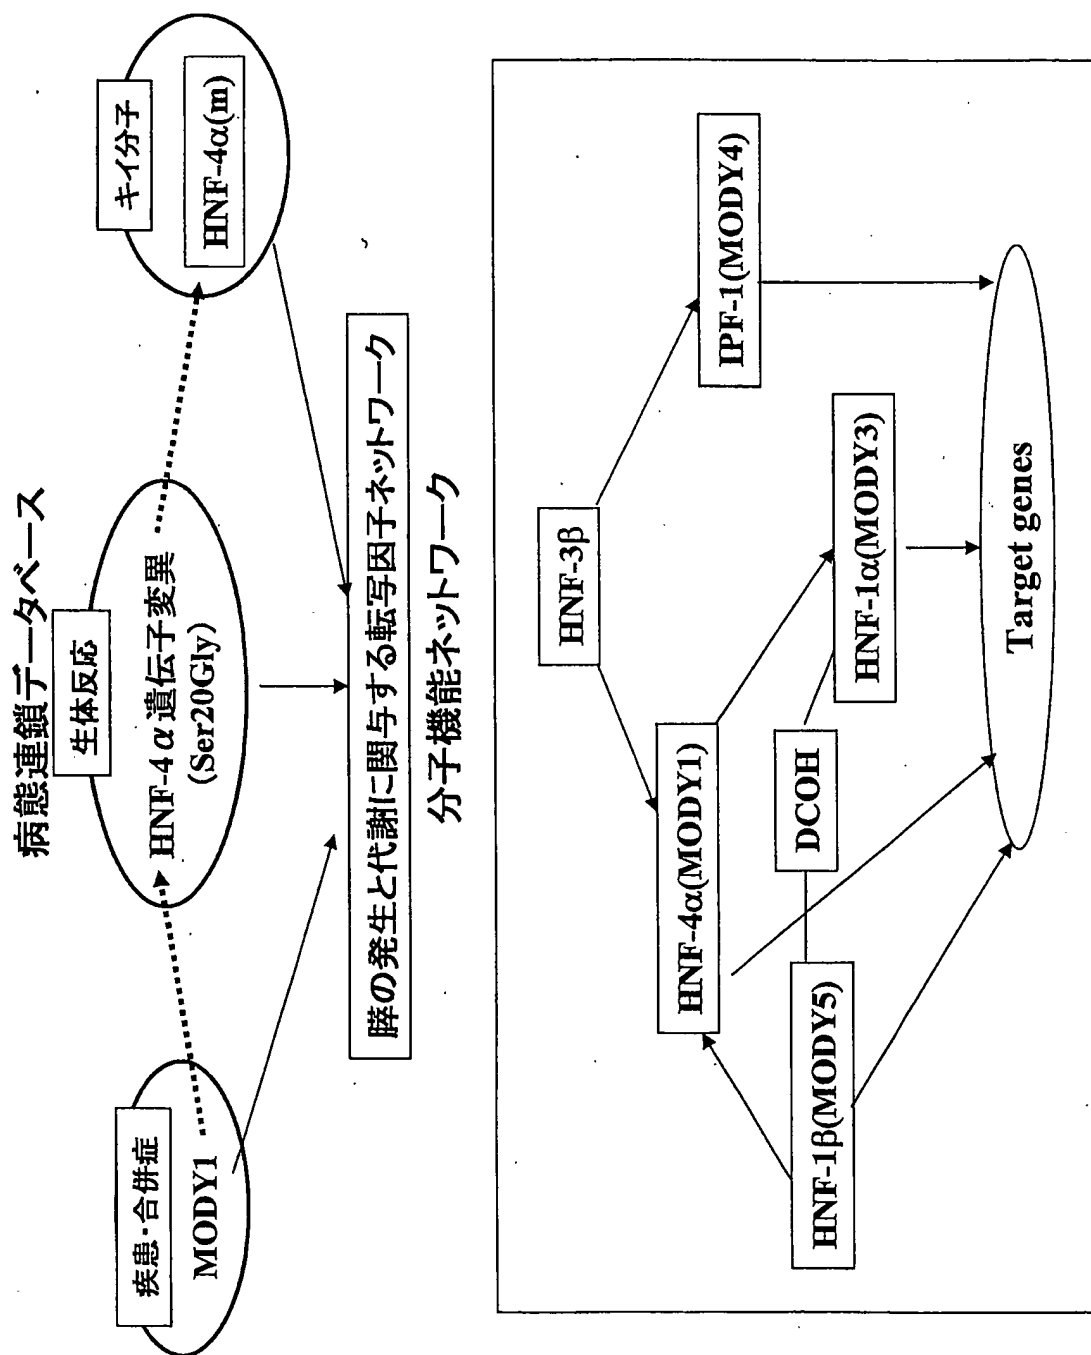 病態連鎖データベース
疾患・合併症
MODY1
生体反応
HNF-4α遺伝子変異
(Ser20Gly)
キイ分子
HNF-4α(m)
膵の発生と代謝に関与する転写因子ネットワーク
分子機能ネットワーク
HNF-3β
HNF-4α(MODY1)
IPF-1(MODY4)
DCOH
HNF-1β(MODY5)
HNF-1α(MODY3)
Target genes